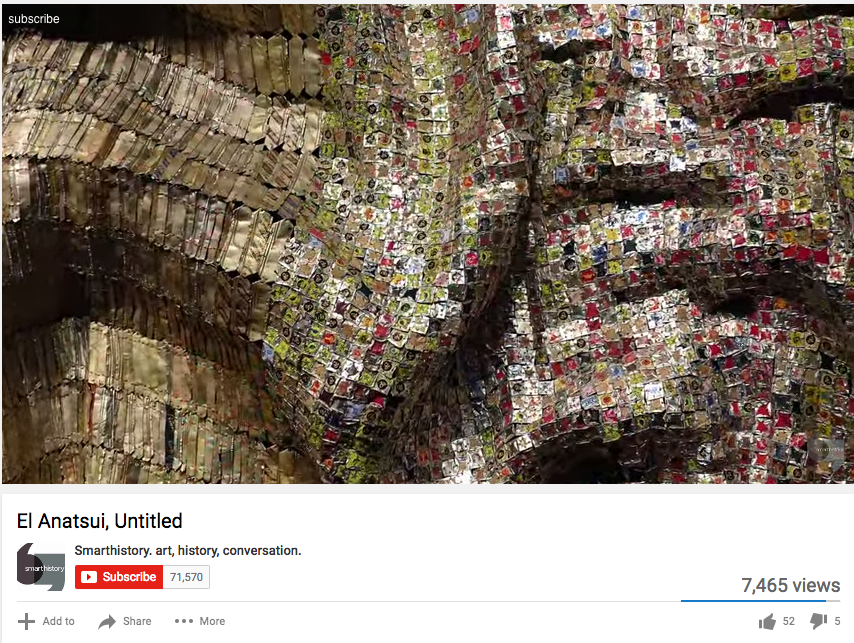 subscribe
smarthistory
El Anatsui, Untitled
Smarthistory. art, history, conversation.
smarthistory
Subscribe 71,570
7,465 views
Add to Share More 52 5